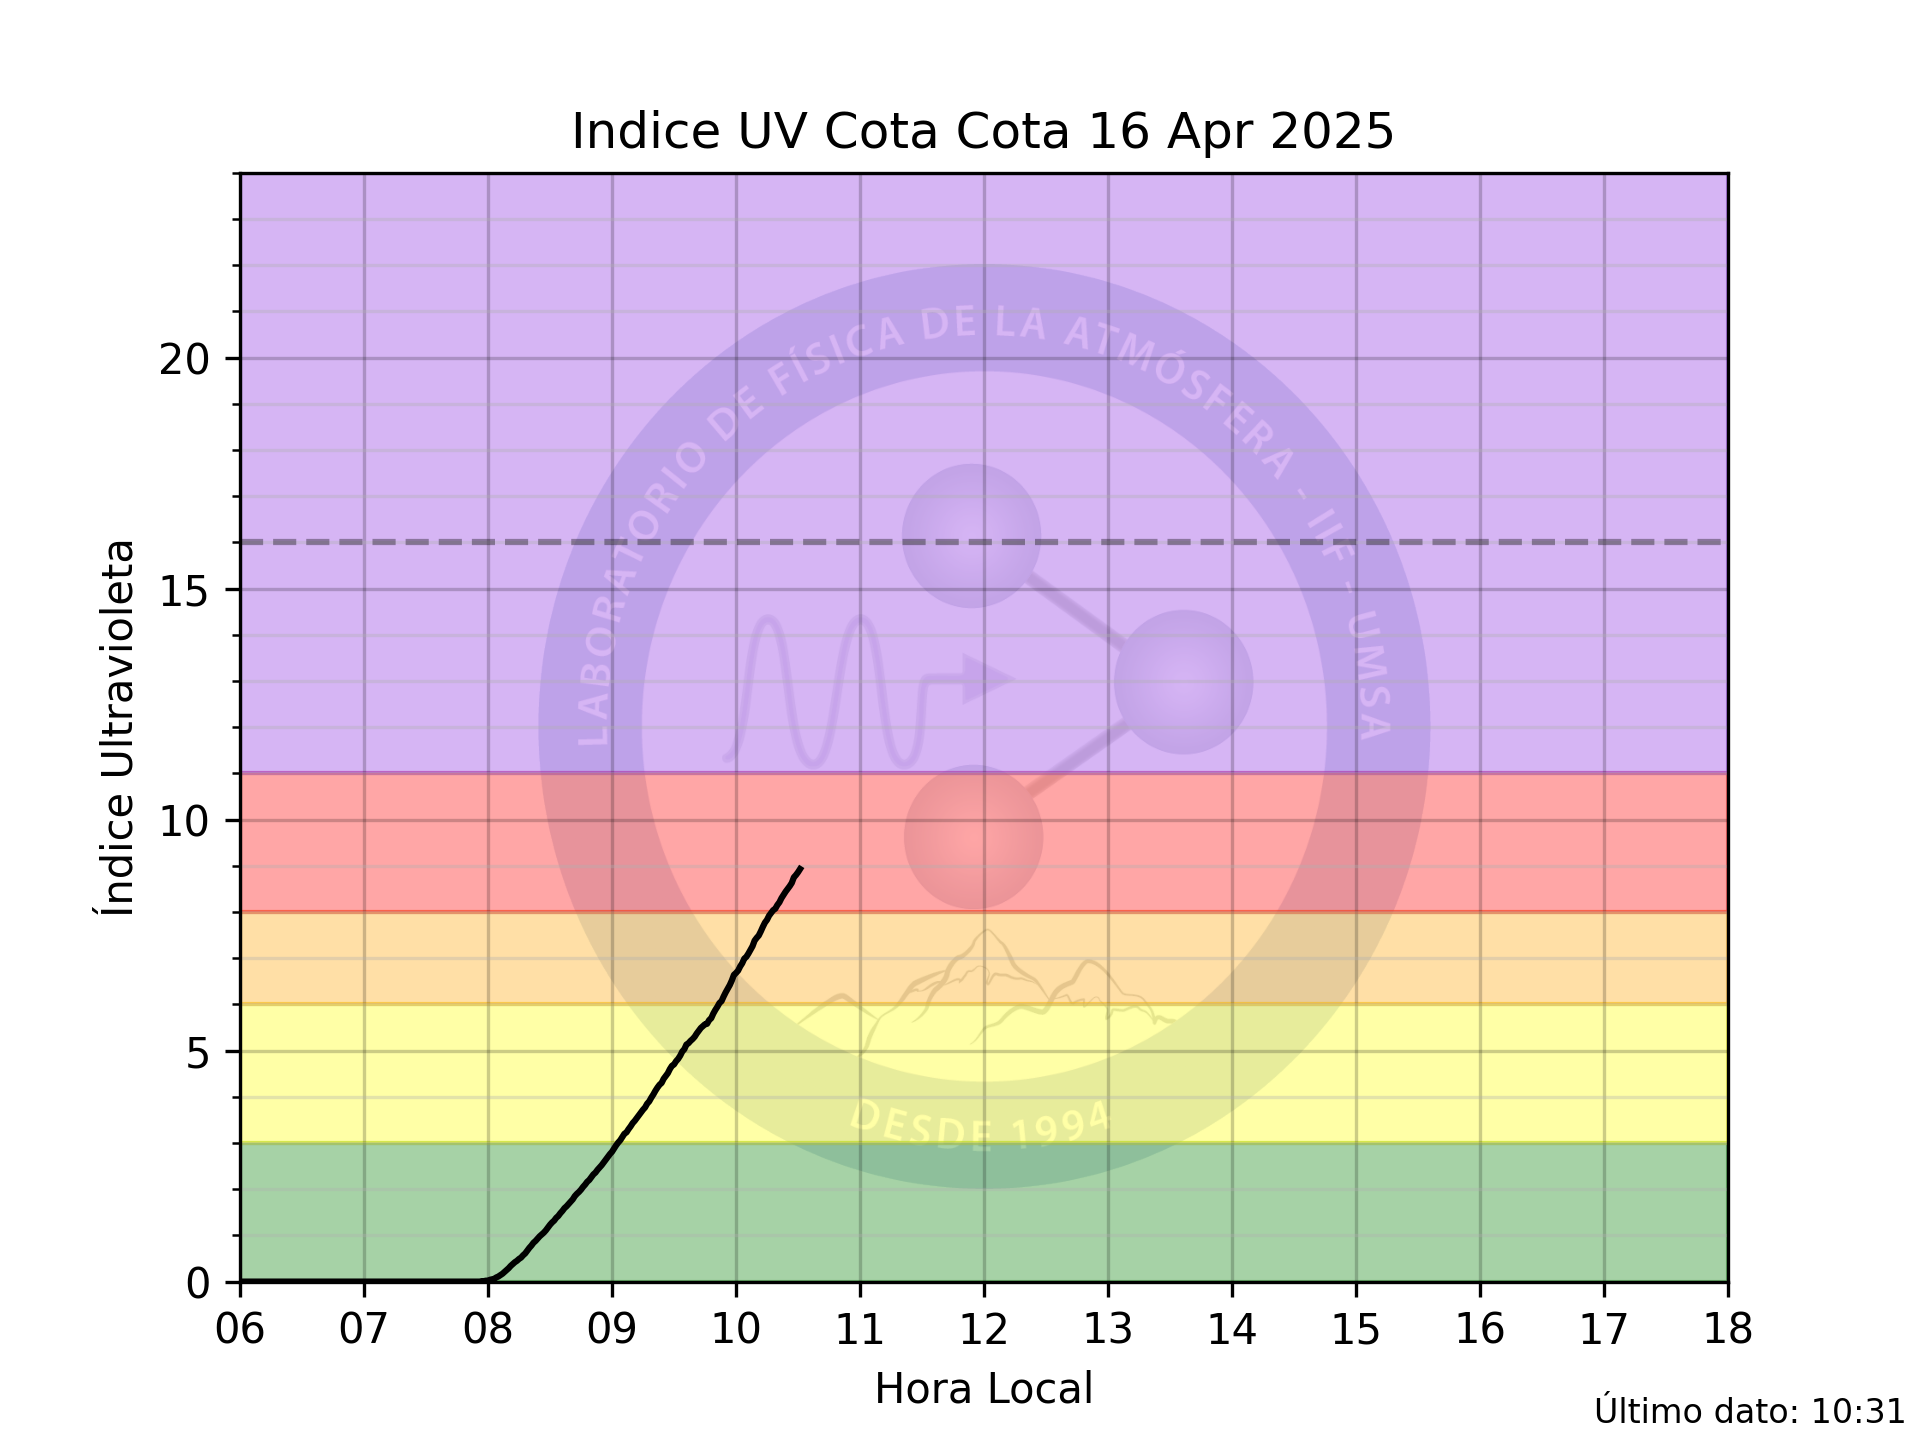 Indice UV Cota Cota 16 Apr 2025
Índice Ultravioleta
20
15
10
5
0
LABORATORIO DE FÍSICA DE LA ATMÓSFERA - IIF - UMSA
DESDE 1994
06 07 08 09 10 11 12 13 14 15 16 17 18
Hora Local
Último dato: 10:31